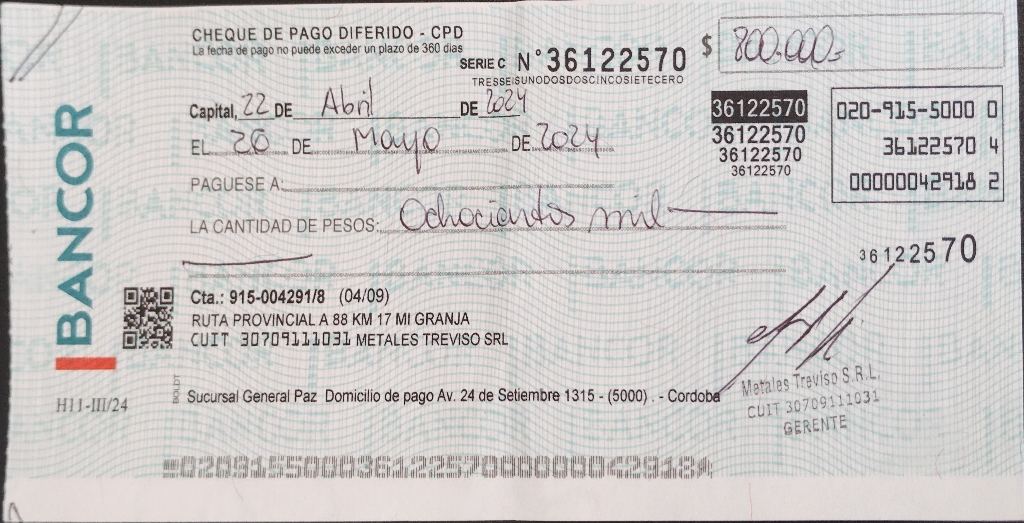 CHEQUE DE PAGO DIFERIDO - CPD
La fecha de pago no puede exceder un plazo de 360 días
SERIE C N° 36122570
TRESSEISUNODOSDOSCINCOSIETECERO
$ 800.000-
Capital, 22 DE Abril DE 2024
EL 20 DE Mayo DE 2024
36122570
36122570
36122570
36122570
020-915-5000 0
36122570 4
00000042918 2
PAGUESE A:
LA CANTIDAD DE PESOS: Ochocientos mil
36122570
BANCOR
Cta.: 915-004291/8 (04/09)
RUTA PROVINCIAL A 88 KM 17 MI GRANJA
CUIT 30709111031 METALES TREVISO SRL
Metales Treviso S.R.L.
CUIT 30709111031
GERENTE
Sucursal General Paz Domicilio de pago Av. 24 de Setiembre 1315 - (5000) . - Cordoba
BOLDT
H11-III/24
02091550003612257000000042918